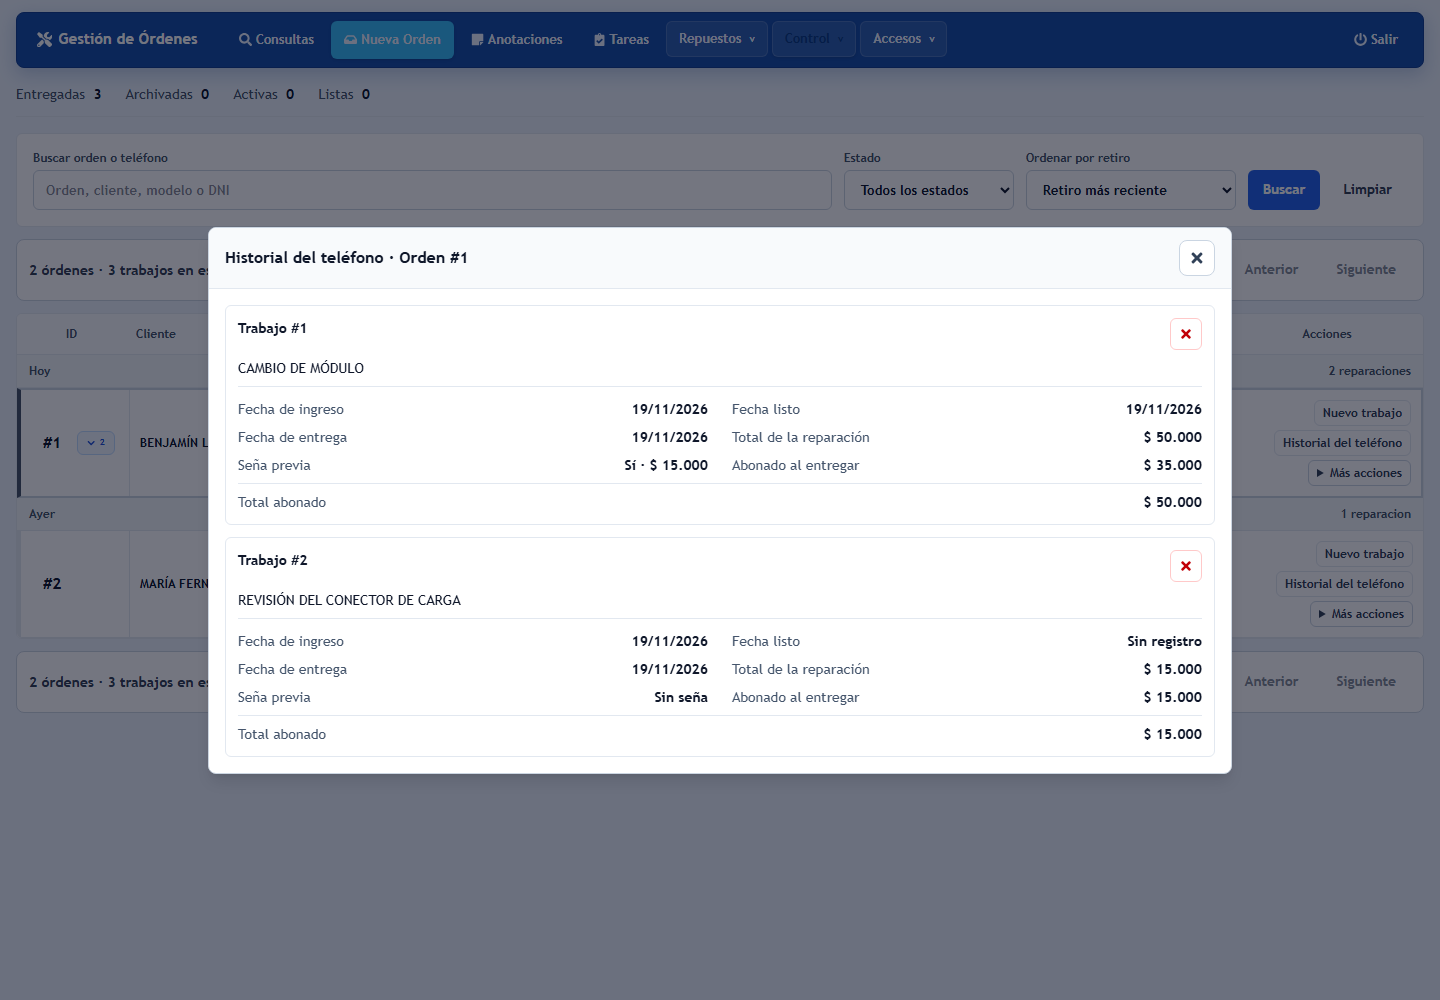 Gestión de Órdenes
Consultas
Nueva Orden
Anotaciones
Tareas
Repuestos
Control
Accesos
Salir
Entregadas 3
Archivadas 0
Activas 0
Listas 0
Buscar orden o teléfono
Estado
Ordenar por retiro
Orden, cliente, modelo o DNI
Todos los estados
Retiro más reciente
Buscar
Limpiar
2 órdenes · 3 trabajos en es
Anterior
Siguiente
Historial del teléfono · Orden #1
Trabajo #1
CAMBIO DE MÓDULO
Fecha de ingreso 19/11/2026
Fecha listo 19/11/2026
Fecha de entrega 19/11/2026
Total de la reparación $ 50.000
Seña previa Sí · $ 15.000
Abonado al entregar $ 35.000
Total abonado $ 50.000
Trabajo #2
REVISIÓN DEL CONECTOR DE CARGA
Fecha de ingreso 19/11/2026
Fecha listo Sin registro
Fecha de entrega 19/11/2026
Total de la reparación $ 15.000
Seña previa Sin seña
Abonado al entregar $ 15.000
Total abonado $ 15.000
ID
Cliente
Acciones
Hoy
2 reparaciones
#1
2
BENJAMÍN L
Nuevo trabajo
Historial del teléfono
Más acciones
Ayer
1 reparacion
#2
MARÍA FERN
Nuevo trabajo
Historial del teléfono
Más acciones
2 órdenes · 3 trabajos en es
Anterior
Siguiente